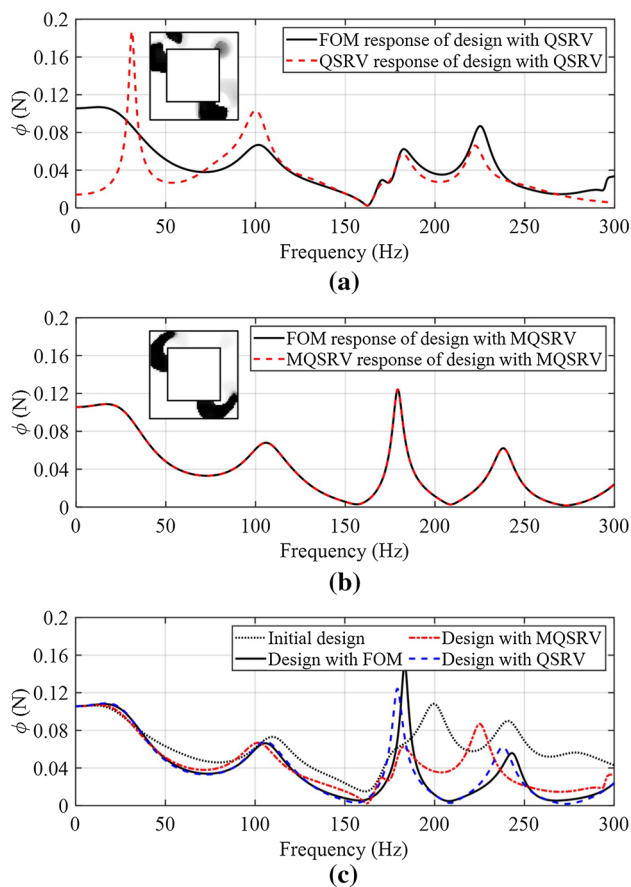 0.2
0.16
0.12
0.08
0.04
0
ϕ (N)
FOM response of design with QSRV
QSRV response of design with QSRV
0 50 100 150 200 250 300
Frequency (Hz)
(a)
0.2
0.16
0.12
0.08
0.04
0
ϕ (N)
FOM response of design with MQSRV
MQSRV response of design with MQSRV
0 50 100 150 200 250 300
Frequency (Hz)
(b)
0.2
0.16
0.12
0.08
0.04
0
ϕ (N)
Initial design Design with MQSRV
Design with FOM Design with QSRV
0 50 100 150 200 250 300
Frequency (Hz)
(c)